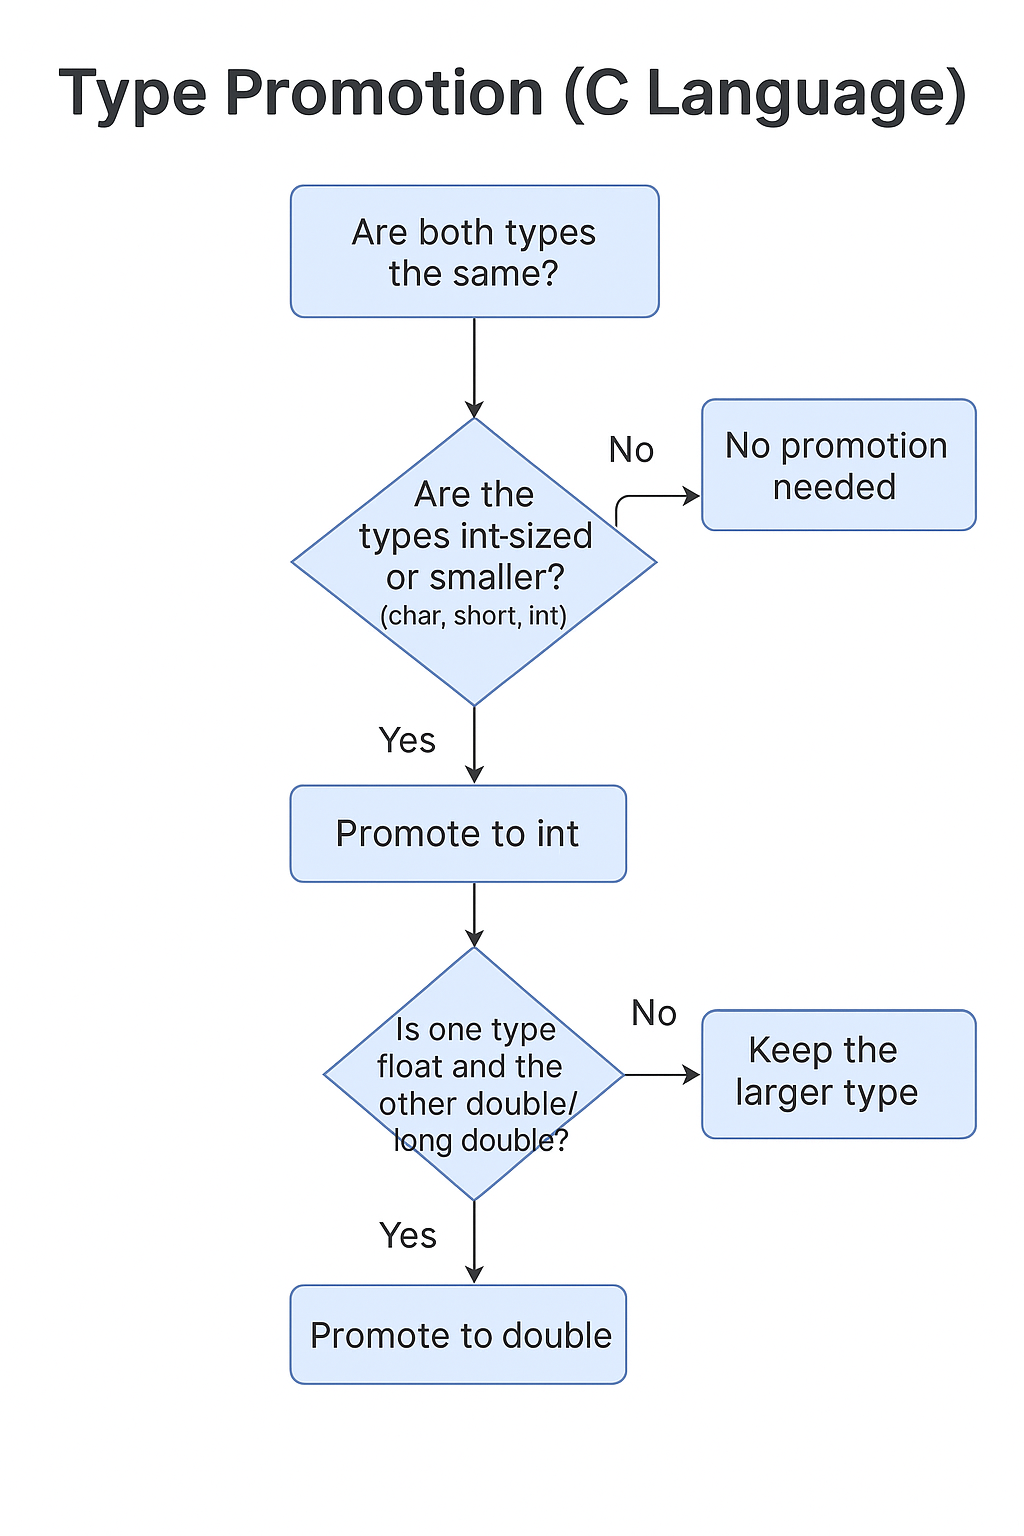 Type Promotion (C Language)
Are both types
the same?
Are the
types int-sized
or smaller?
(char, short, int)
No
No promotion
needed
Yes
Promote to int
Is one type
float and the
other double/
long double?
No
Keep the
larger type
Yes
Promote to double